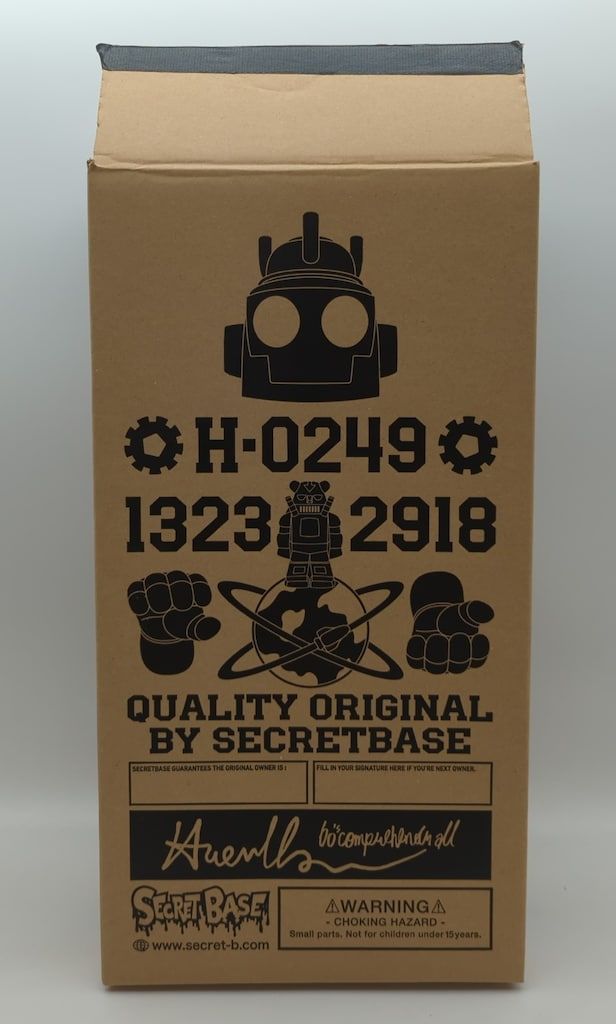 H-0249
1323 2918
QUALITY ORIGINAL
BY SECRETBASE
SECRETBASE GUARANTEES THE ORIGINAL OWNER IS :
FILL IN YOUR SIGNATURE HERE IF YOU'RE NEXT OWNER.
all
SECRET BASE
www.secret-b.com
⚠WARNING⚠
- CHOKING HAZARD -
Small parts. Not for children under 15years.